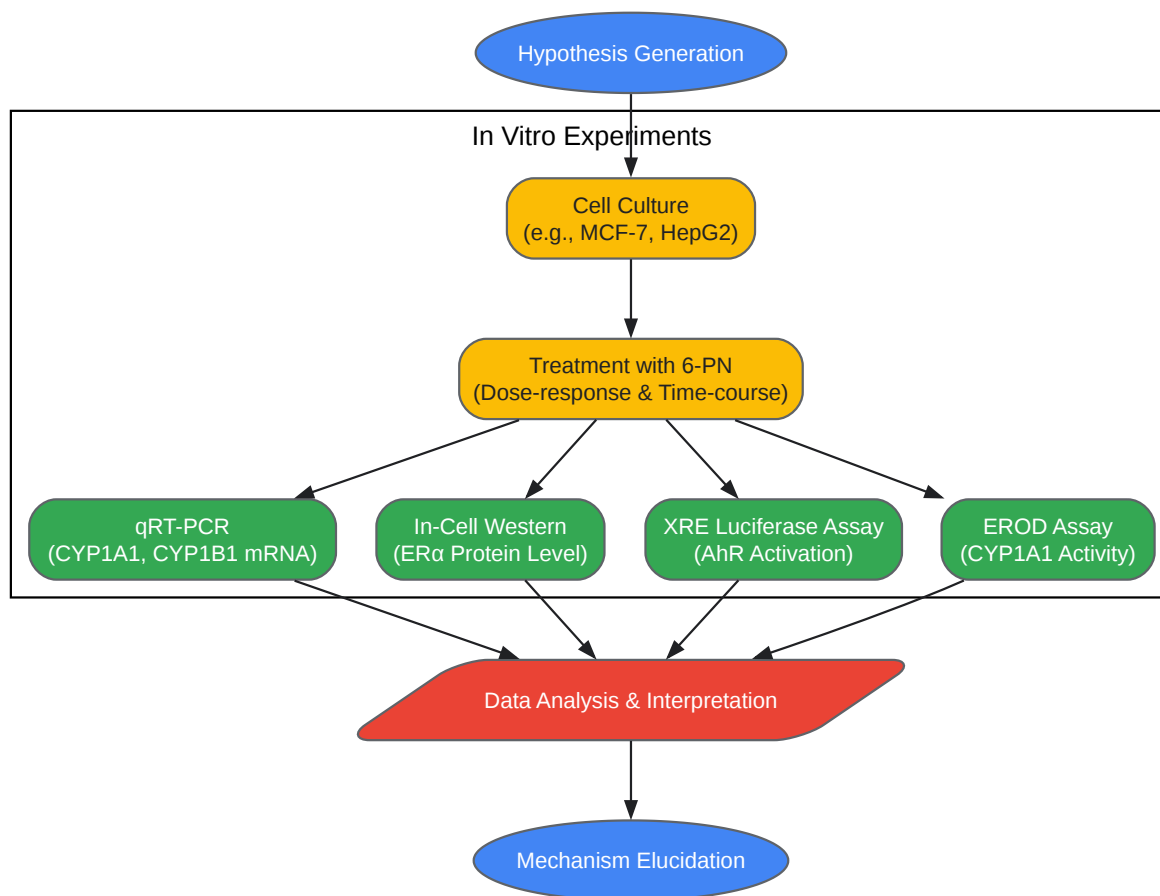 Hypothesis Generation
In Vitro Experiments
Cell Culture
(e.g., MCF-7, HepG2)
Treatment with 6-PN
(Dose-response & Time-course)
qRT-PCR
(CYP1A1, CYP1B1 mRNA)
In-Cell Western
(ERα Protein Level)
XRE Luciferase Assay
(AhR Activation)
EROD Assay
(CYP1A1 Activity)
Data Analysis & Interpretation
Mechanism Elucidation